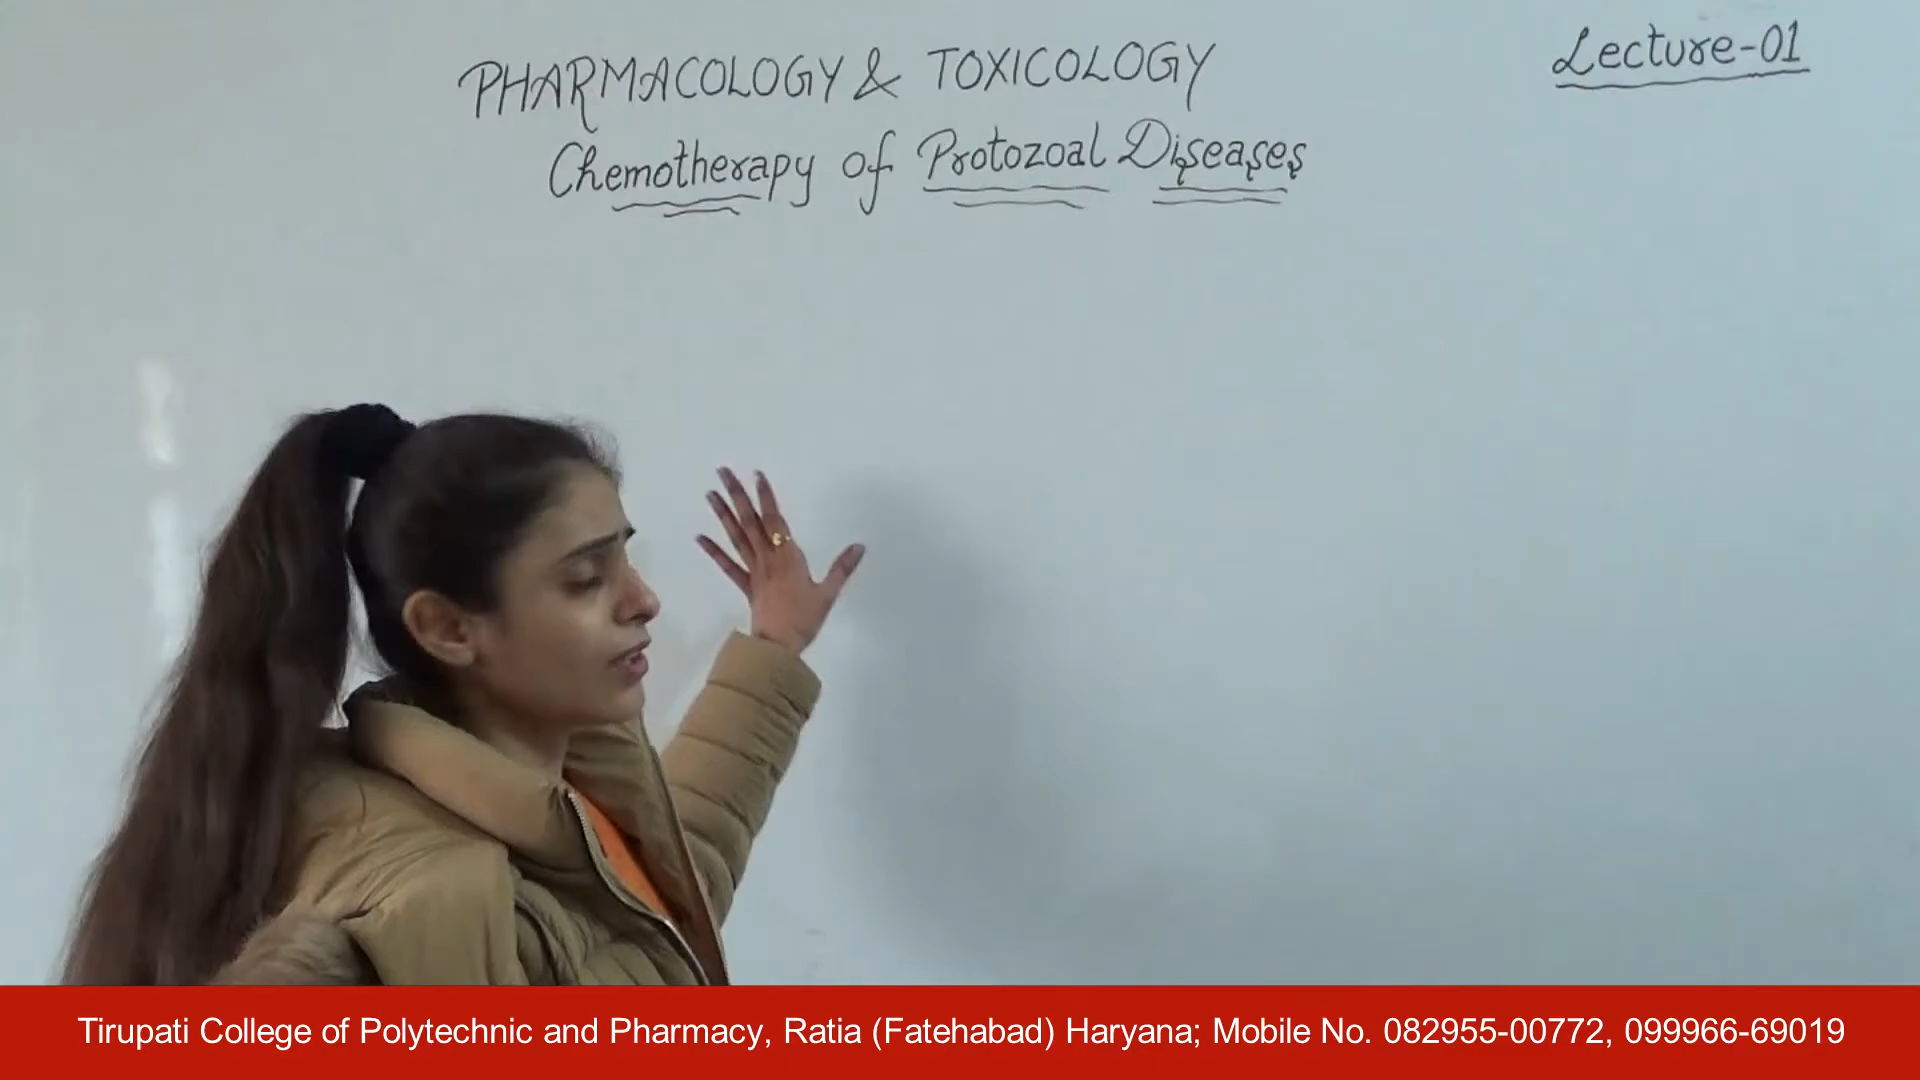 PHARMACOLOGY & TOXICOLOGY
Lecture-01
Chemotherapy of Protozoal Diseases
Tirupati College of Polytechnic and Pharmacy, Ratia (Fatehabad) Haryana; Mobile No. 082955-00772, 099966-69019